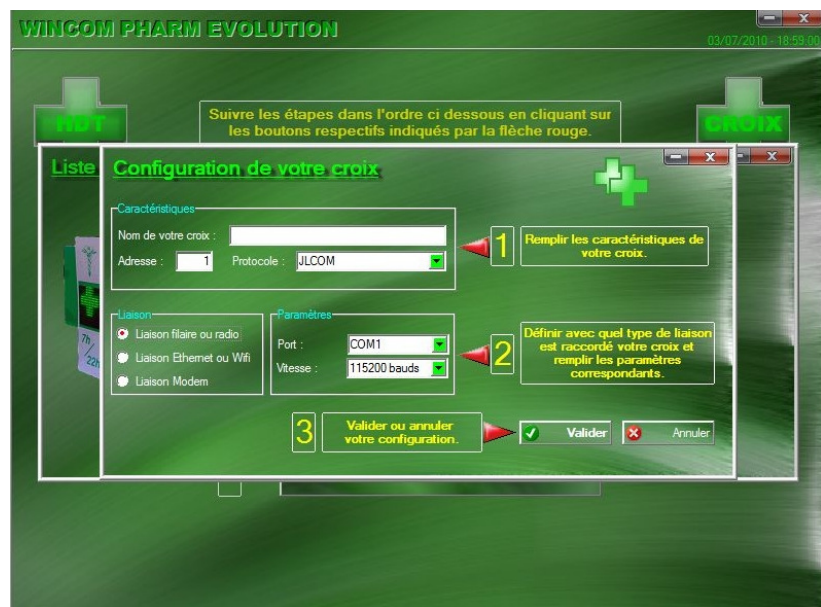 WINCOM PHARM EVOLUTION
03/07/2010 - 18:59:00
HDT
Suivre les étapes dans l'ordre ci dessous en cliquant sur
les boutons respectifs indiqués par la flèche rouge.
CROIX
Liste
Configuration de votre croix
Caractéristiques
Nom de votre croix :
Adresse : 1 Protocole : JLCOM
1
Remplir les caractéristiques de
votre croix.
Liaison
Liaison filaire ou radio
Liaison Ethernet ou Wifi
Liaison Modem
Paramètres
Port : COM1
Vitesse : 115200 bauds
2
Définir avec quel type de liaison
est raccordé votre croix et
remplir les paramètres
correspondants.
7h
22h
3
Valider ou annuler
votre configuration.
Valider
Annuler